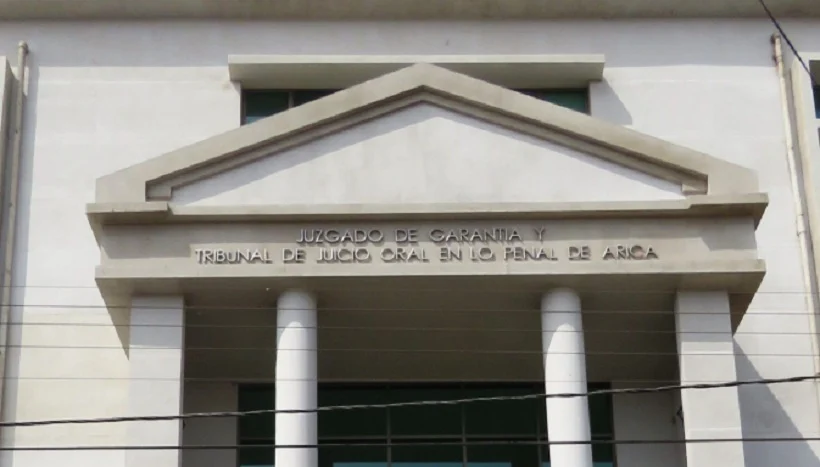 JUZGADO DE GARANTIA Y
TRIBUNAL DE JUICIO ORAL EN LO PENAL DE ARICA